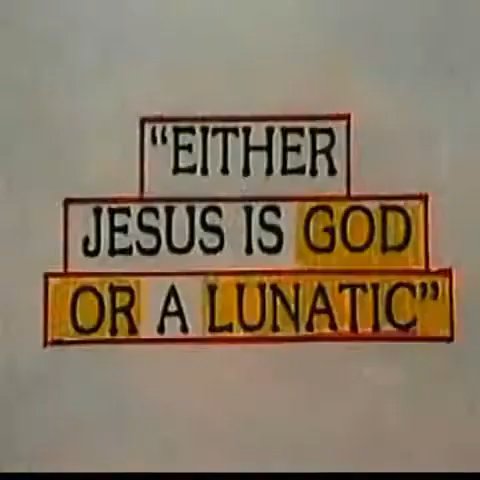 “EITHER
JESUS IS GOD
OR A LUNATIC”